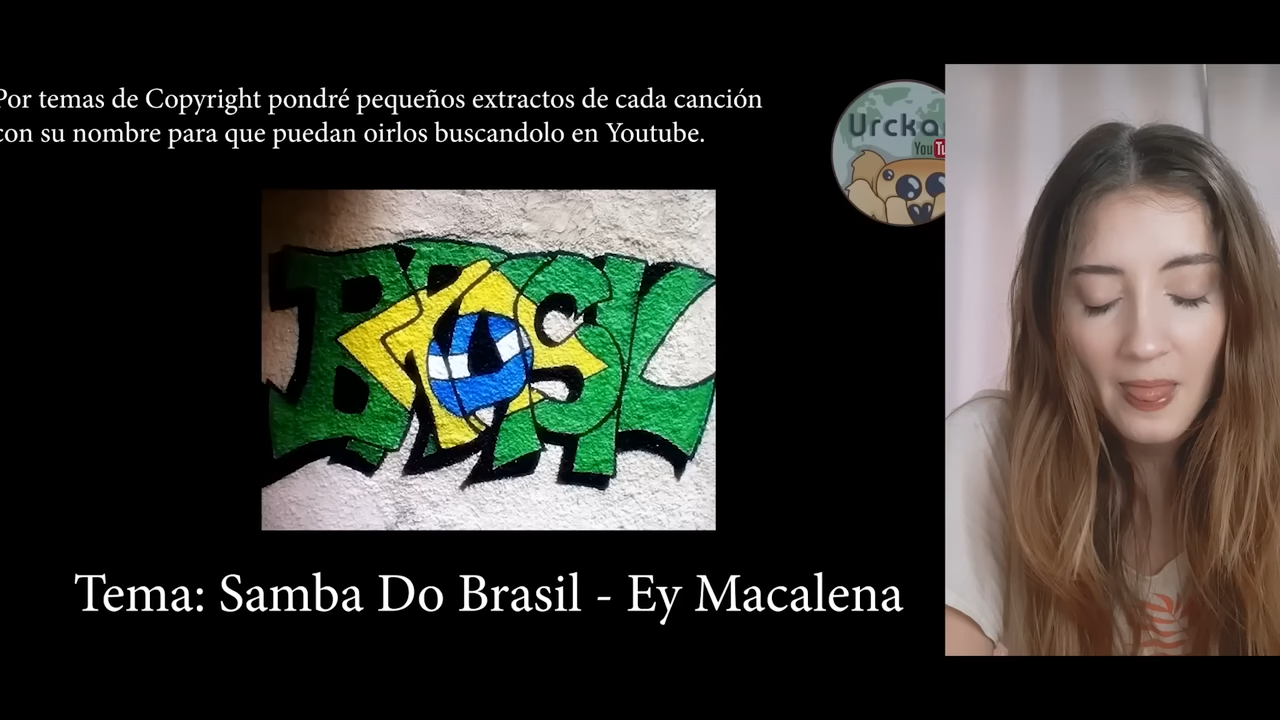 Por temas de Copyright pondré pequeños extractos de cada canción
con su nombre para que puedan oirlos buscandolo en Youtube.
YouTu
BRASIL
Tema: Samba Do Brasil - Ey Macalena